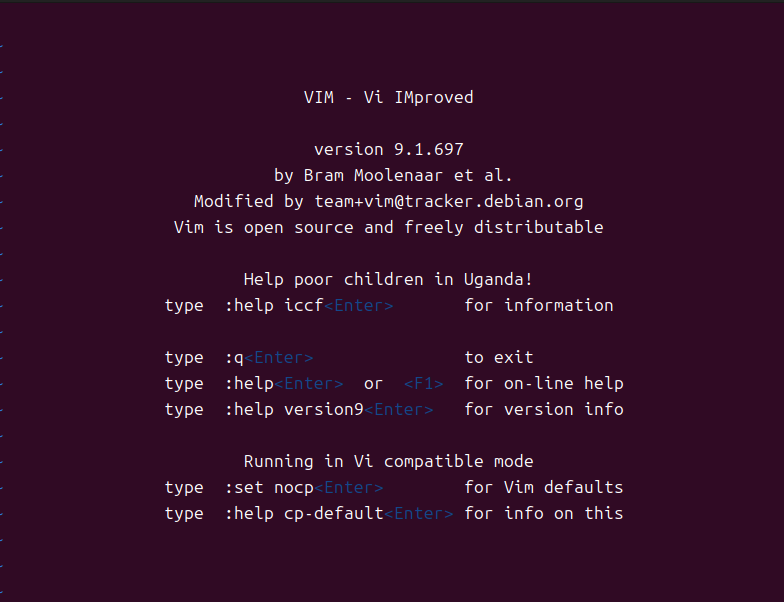 ~
~
VIM - Vi IMproved
~
~
version 9.1.697
~
by Bram Moolenaar et al.
~
Modified by team+vim@tracker.debian.org
~
Vim is open source and freely distributable
~
~
Help poor children in Uganda!
~
type :help iccf<Enter> for information
~
~
type :q<Enter> to exit
~
type :help<Enter> or <F1> for on-line help
~
type :help version9<Enter> for version info
~
~
Running in Vi compatible mode
~
type :set nocp<Enter> for Vim defaults
~
type :help cp-default<Enter> for info on this
~
~
~
~